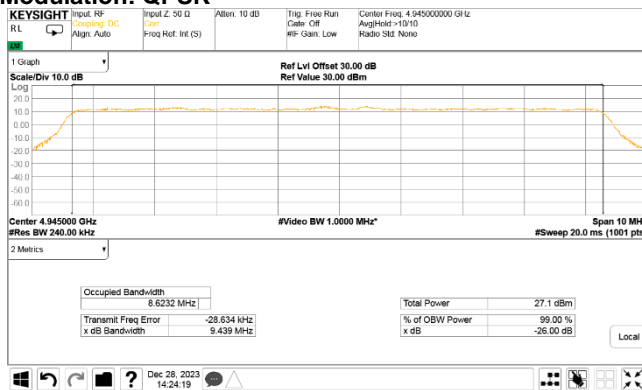 Modulation: QPSK
KEYSIGHT Input: RF Input Z: 50 Ω Atten: 10 dB Trig: Free Run Center Freq: 4.945000000 GHz
RL Coupling: DC Corr Gate: Off Avg|Hold:>10/10
Align: Auto Freq Ref: Int (S) #IF Gain: Low Radio Std: None
LXI
1 Graph
Ref Lvl Offset 30.00 dB
Scale/Div 10.0 dB Ref Value 30.00 dBm
Log
20.0
10.0
0.00
-10.0
-20.0
-30.0
-40.0
-50.0
-60.0
Center 4.945000 GHz #Video BW 1.0000 MHz* Span 10 MH
#Res BW 240.00 kHz #Sweep 20.0 ms (1001 pts
2 Metrics
Occupied Bandwidth
8.6232 MHz Total Power 27.1 dBm
Transmit Freq Error -28.634 kHz % of OBW Power 99.00 %
x dB Bandwidth 9.439 MHz x dB -26.00 dB
Local
? Dec 28, 2023
14:24:19